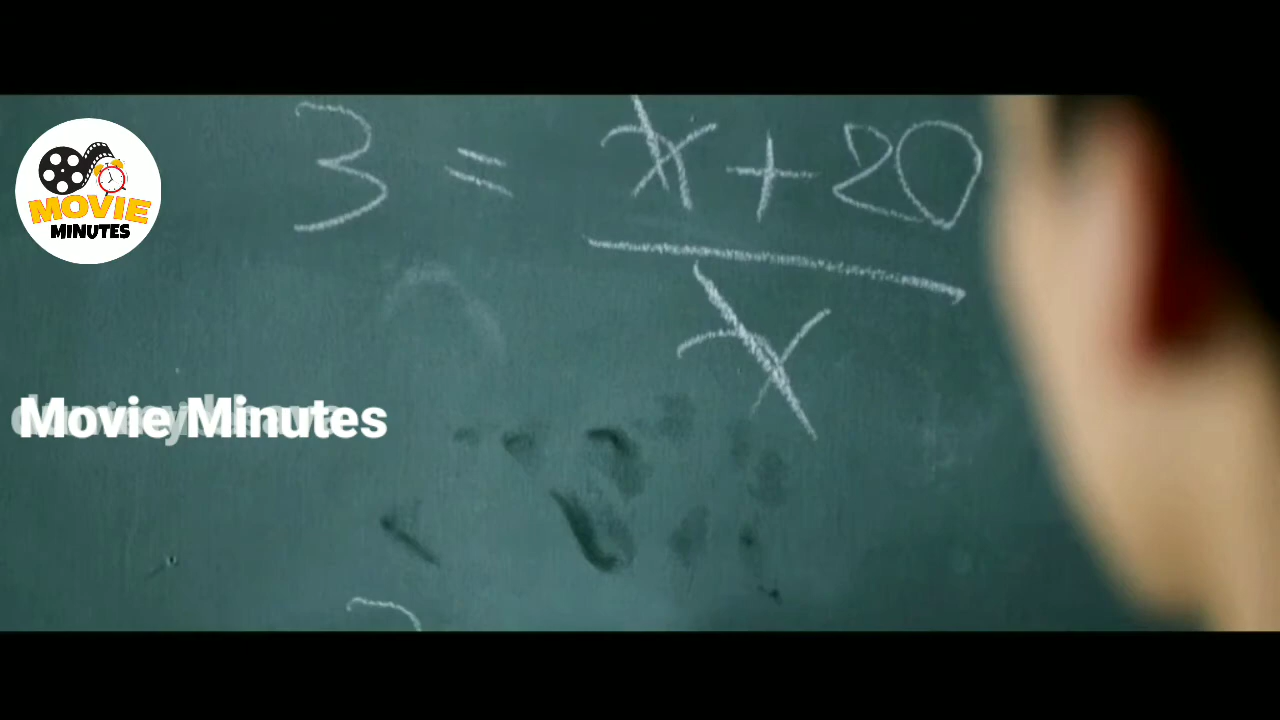 3 = x + 20
x
MOVIE
MINUTES
Movie Minutes